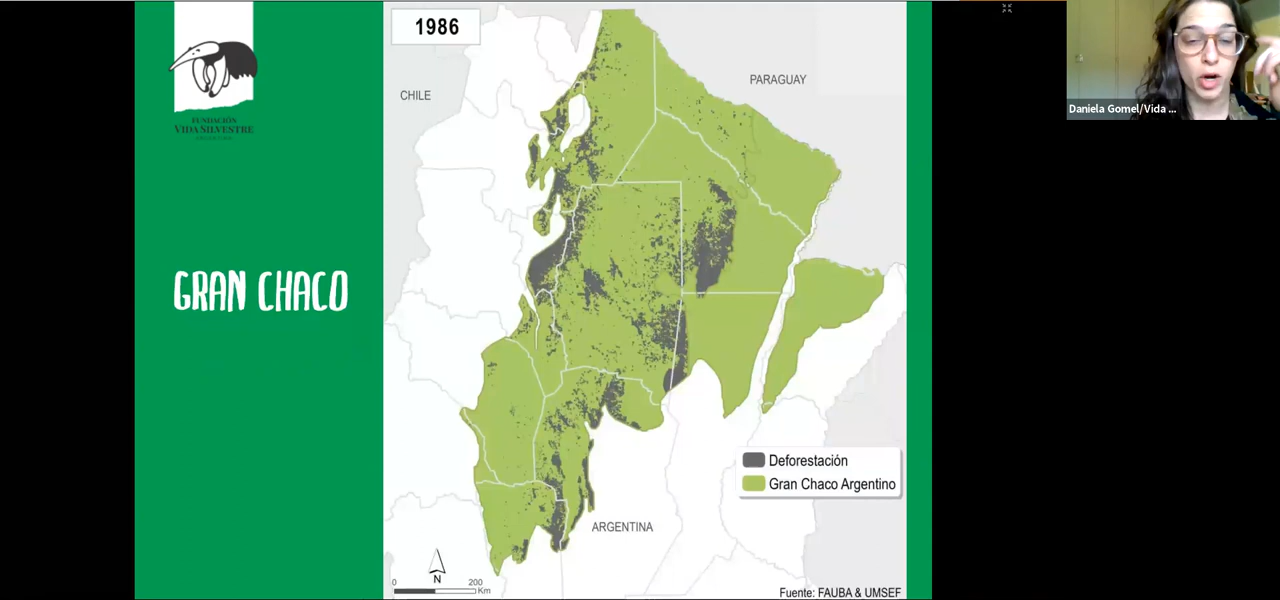 FUNDACIÓN
VIDA SILVESTRE
GRAN CHACO
1986
CHILE
PARAGUAY
Deforestación
Gran Chaco Argentino
ARGENTINA
N
0 200
Km
Fuente: FAUBA & UMSEF
Daniela Gomel/Vida ...